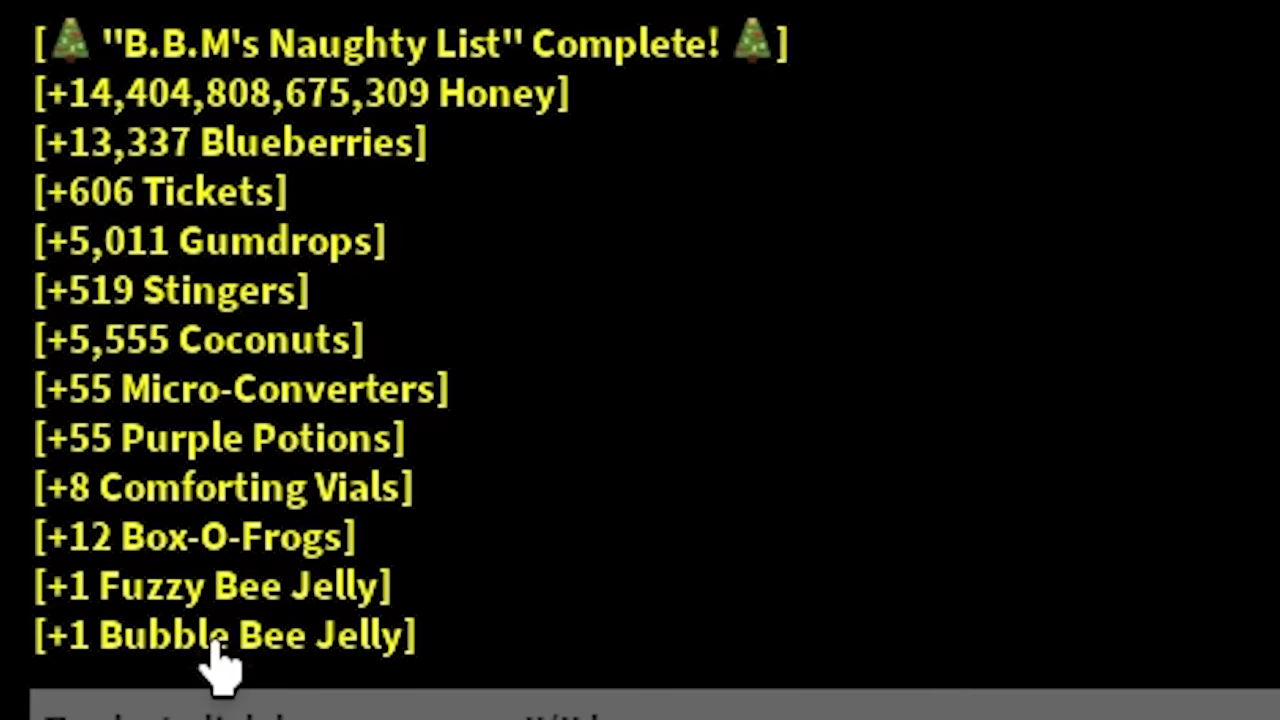 [🎄 "B.B.M's Naughty List" Complete! 🎄]
[+14,404,808,675,309 Honey]
[+13,337 Blueberries]
[+606 Tickets]
[+5,011 Gumdrops]
[+519 Stingers]
[+5,555 Coconuts]
[+55 Micro-Converters]
[+55 Purple Potions]
[+8 Comforting Vials]
[+12 Box-O-Frogs]
[+1 Fuzzy Bee Jelly]
[+1 Bubble Bee Jelly]